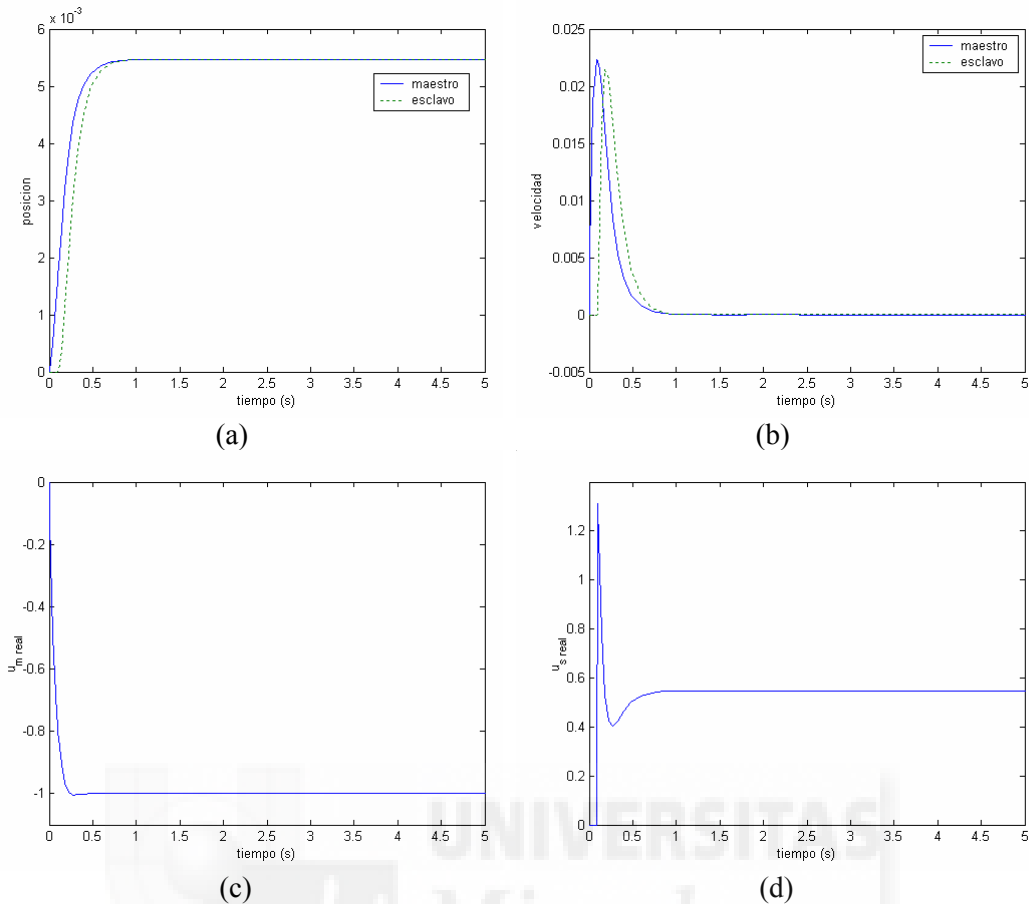 x 10-3
6
5
4
3
2
1
0
posicion
maestro
esclavo
0 0.5 1 1.5 2 2.5 3 3.5 4 4.5 5
tiempo (s)
(a)
0.025
0.02
0.015
0.01
0.005
0
-0.005
velocidad
maestro
esclavo
0 0.5 1 1.5 2 2.5 3 3.5 4 4.5 5
tiempo (s)
(b)
0
-0.2
-0.4
-0.6
-0.8
-1
u m real
0 0.5 1 1.5 2 2.5 3 3.5 4 4.5 5
tiempo (s)
(c)
1.2
1
0.8
0.6
0.4
0.2
0
u s real
0 0.5 1 1.5 2 2.5 3 3.5 4 4.5 5
tiempo (s)
(d)
UNIVERSITAS